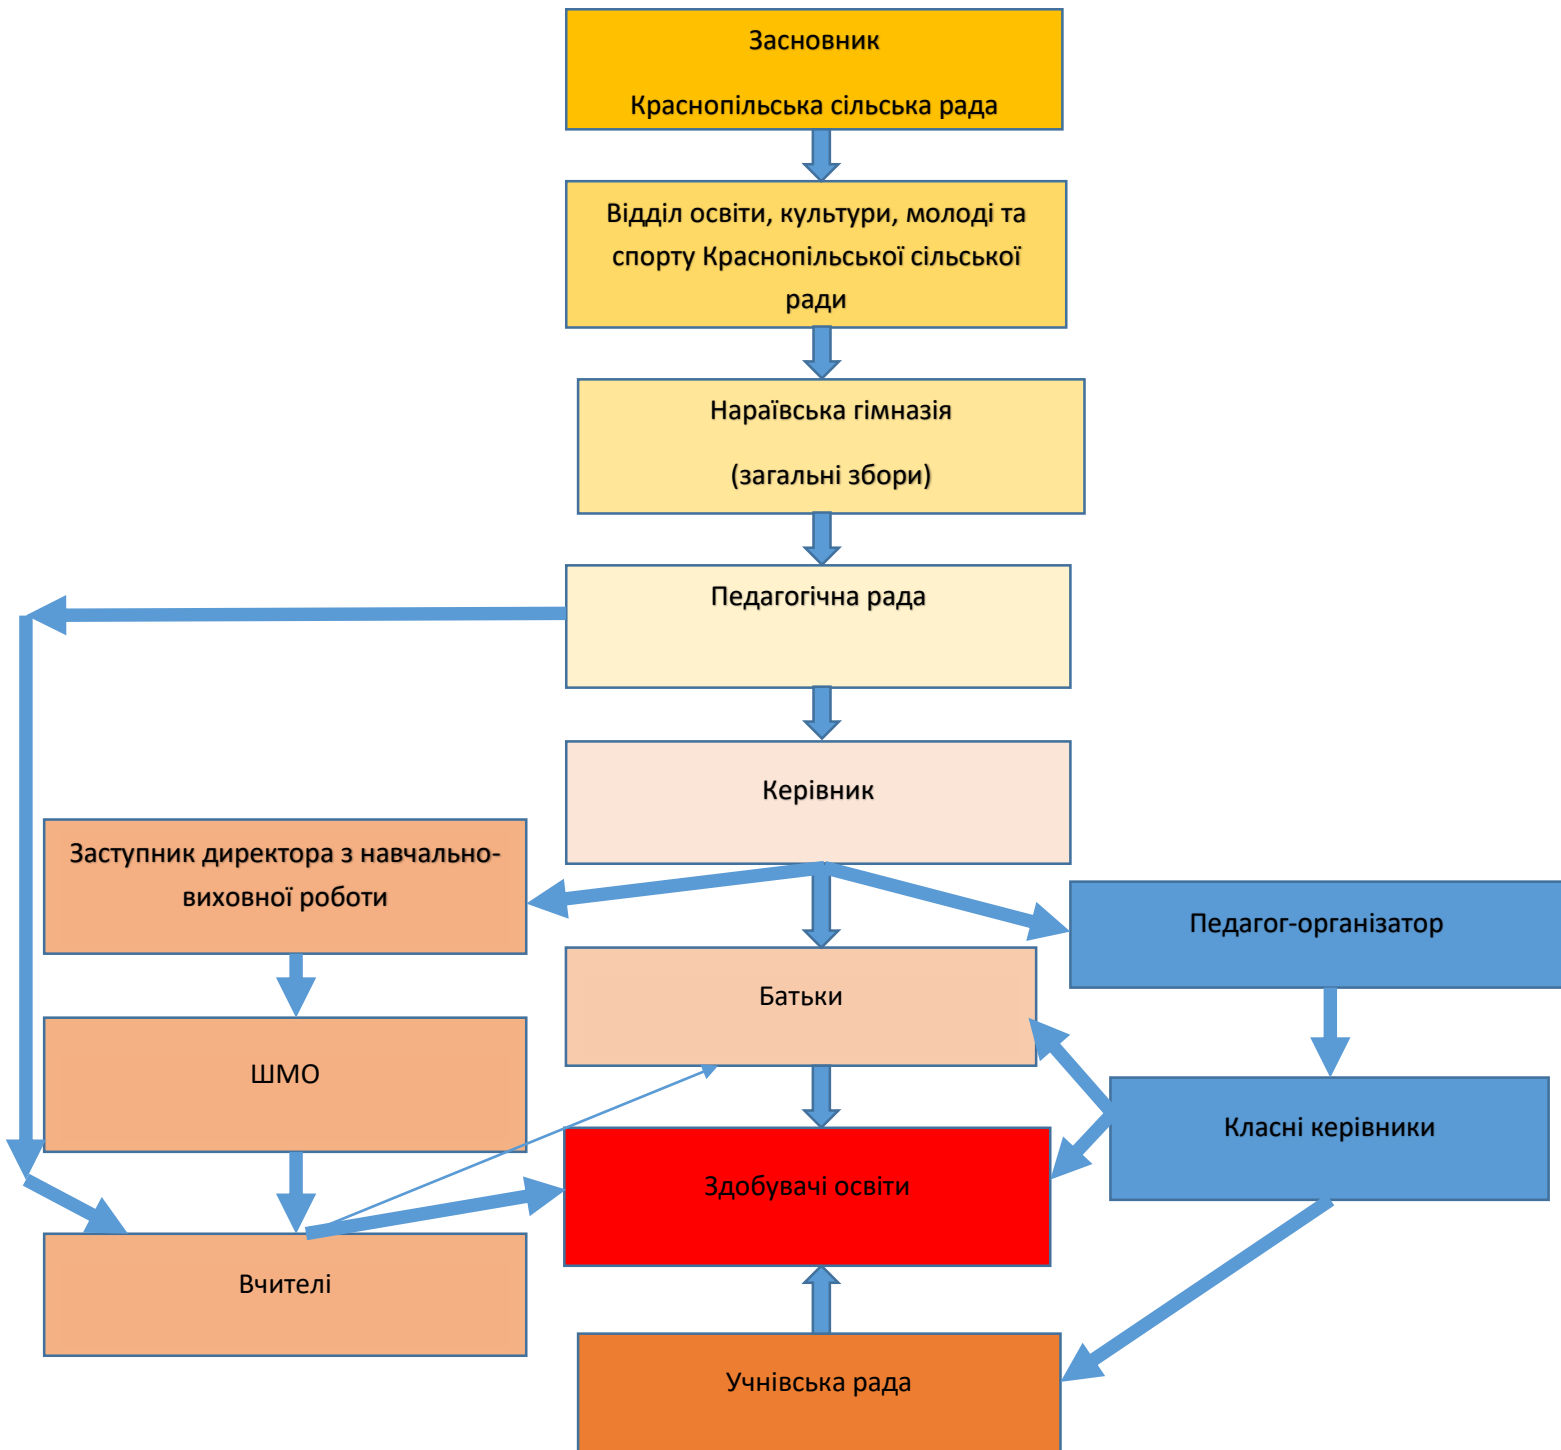 Засновник
Краснопільська сільська рада
Відділ освіти, культури, молоді та
спорту Краснопільської сільської
ради
Нараївська гімназія
(загальні збори)
Педагогічна рада
Керівник
Заступник директора з навчально-
виховної роботи
Педагог-організатор
Батьки
ШМО
Класні керівники
Здобувачі освіти
Вчителі
Учнівська рада